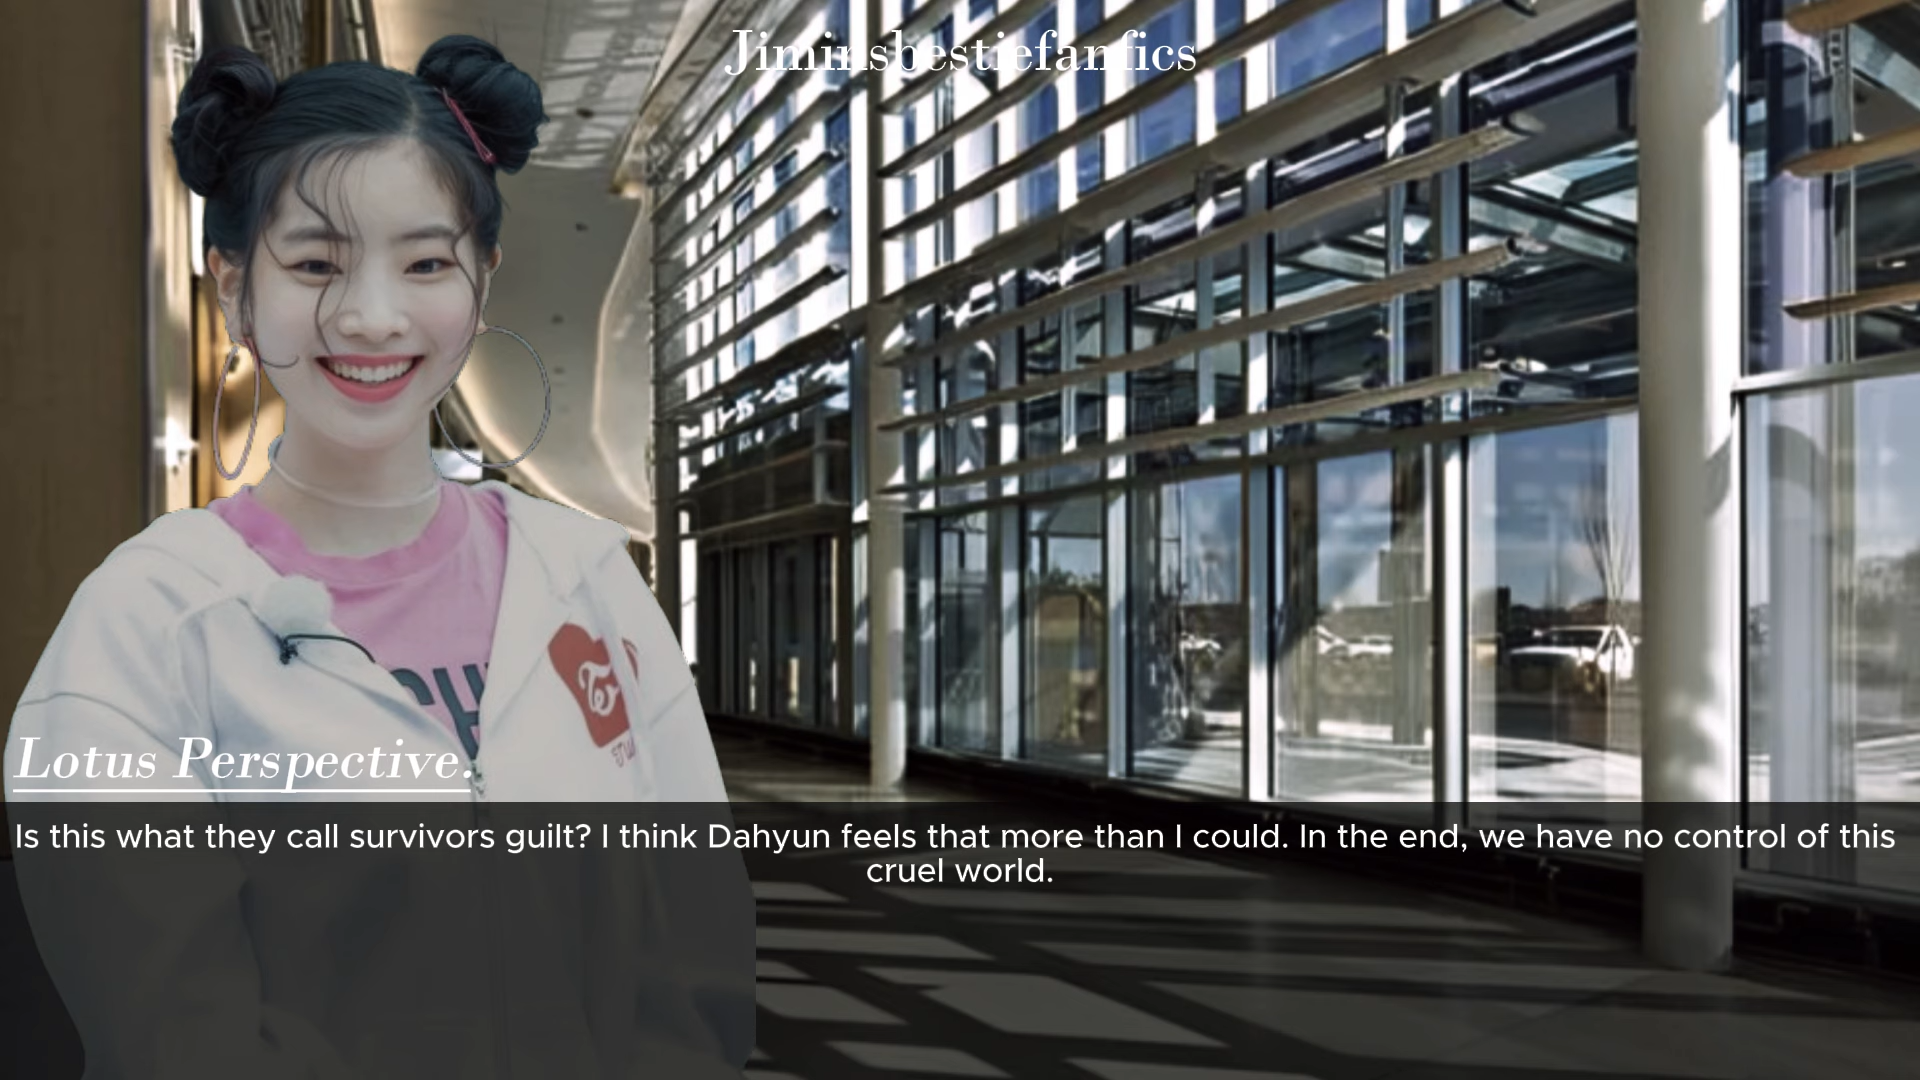 Jiminsbestiefanfics
CH
Lotus Perspective.
Is this what they call survivors guilt? I think Dahyun feels that more than I could. In the end, we have no control of this
cruel world.